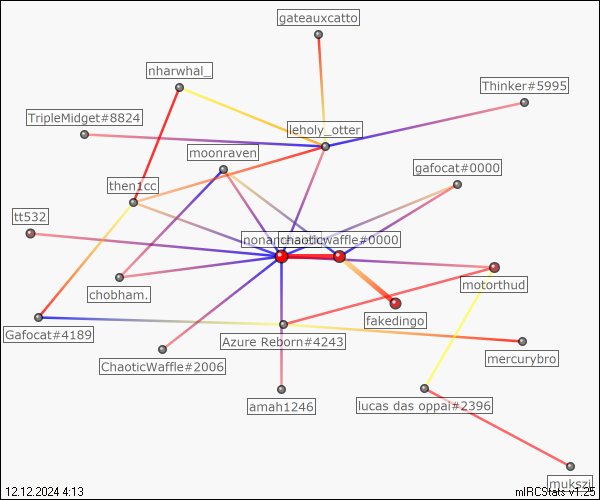 gateauxcatto
nharwhal_
Thinker#5995
TripleMidget#8824
leholy_otter
moonraven
gafocat#0000
then1cc
tt532
chaoticwaffle#0000
motorthud
chobham.
fakedingo
Gafocat#4189
Azure Reborn#4243
mercurybro
ChaoticWaffle#2006
amah1246
lucas das oppai#2396
mukszi
12.12.2024 4:13
mIRCStats v1.25